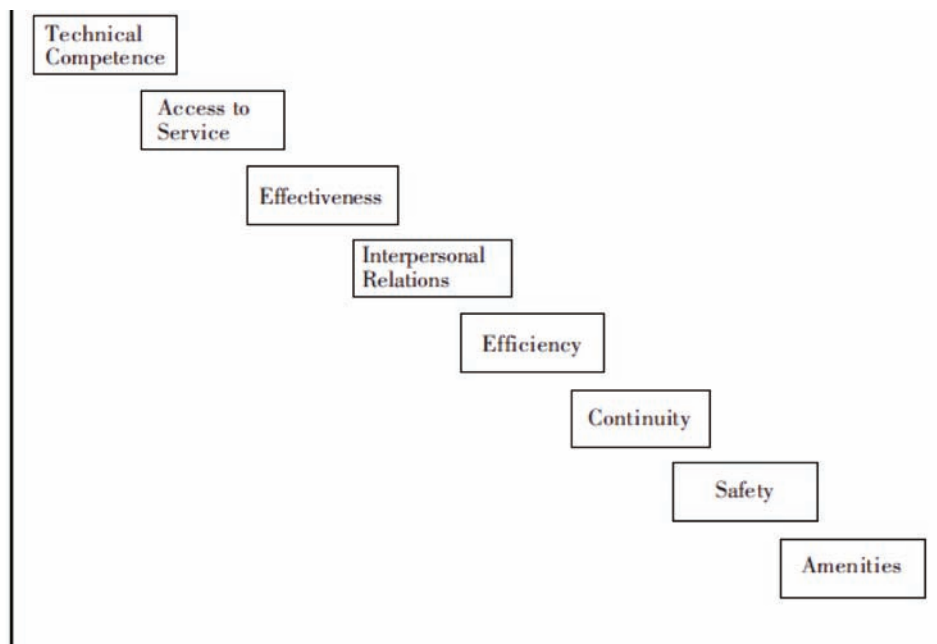 Technical
Competence
Access to
Service
Effectiveness
Interpersonal
Relations
Efficiency
Continuity
Safety
Amenities